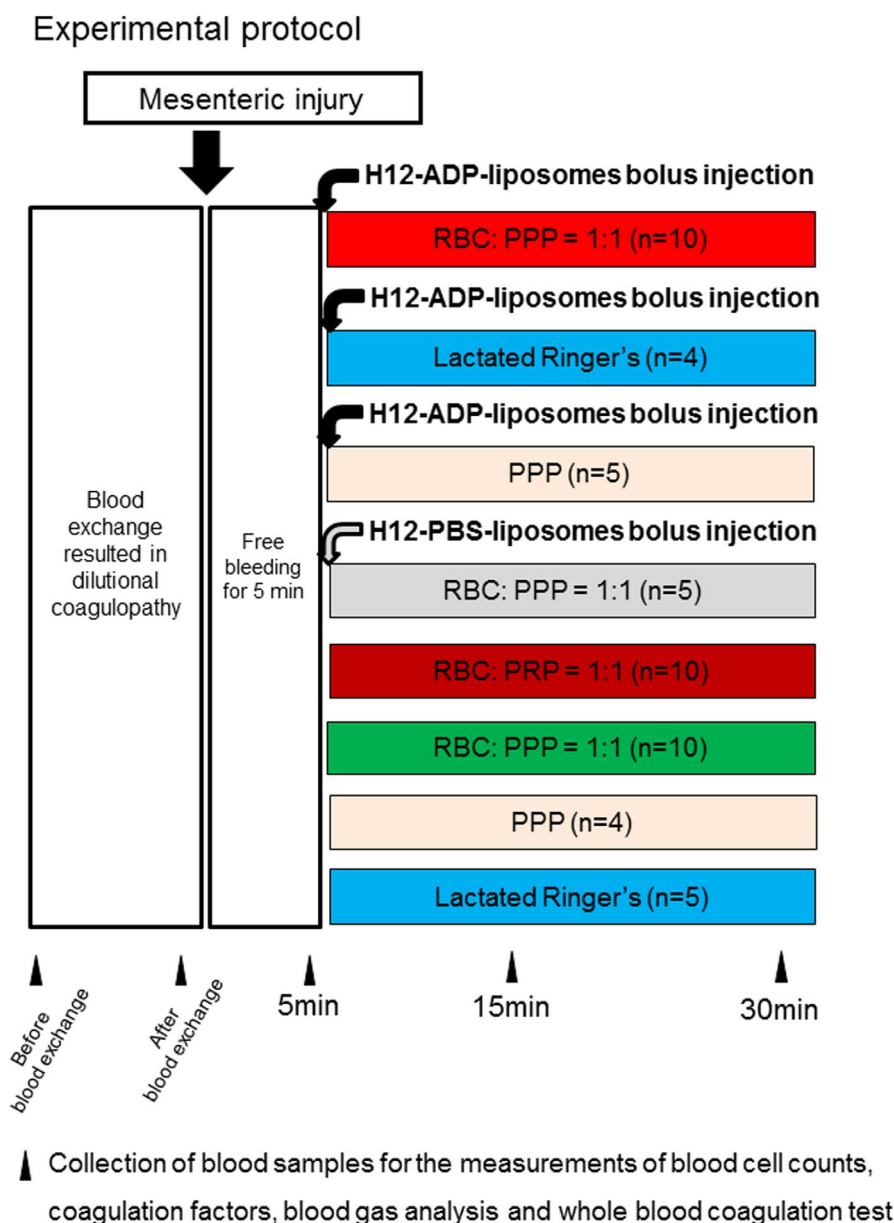 Experimental protocol
Mesenteric injury
H12-ADP-liposomes bolus injection
RBC: PPP = 1:1 (n=10)
H12-ADP-liposomes bolus injection
Lactated Ringer's (n=4)
H12-ADP-liposomes bolus injection
PPP (n=5)
Blood
exchange
resulted in
dilutional
coagulopathy
Free
bleeding
for 5 min
H12-PBS-liposomes bolus injection
RBC: PPP = 1:1 (n=5)
RBC: PRP = 1:1 (n=10)
RBC: PPP = 1:1 (n=10)
PPP (n=4)
Lactated Ringer's (n=5)
Before
blood exchange
After
blood exchange
5min
15min
30min
Collection of blood samples for the measurements of blood cell counts,
coagulation factors, blood gas analysis and whole blood coagulation test